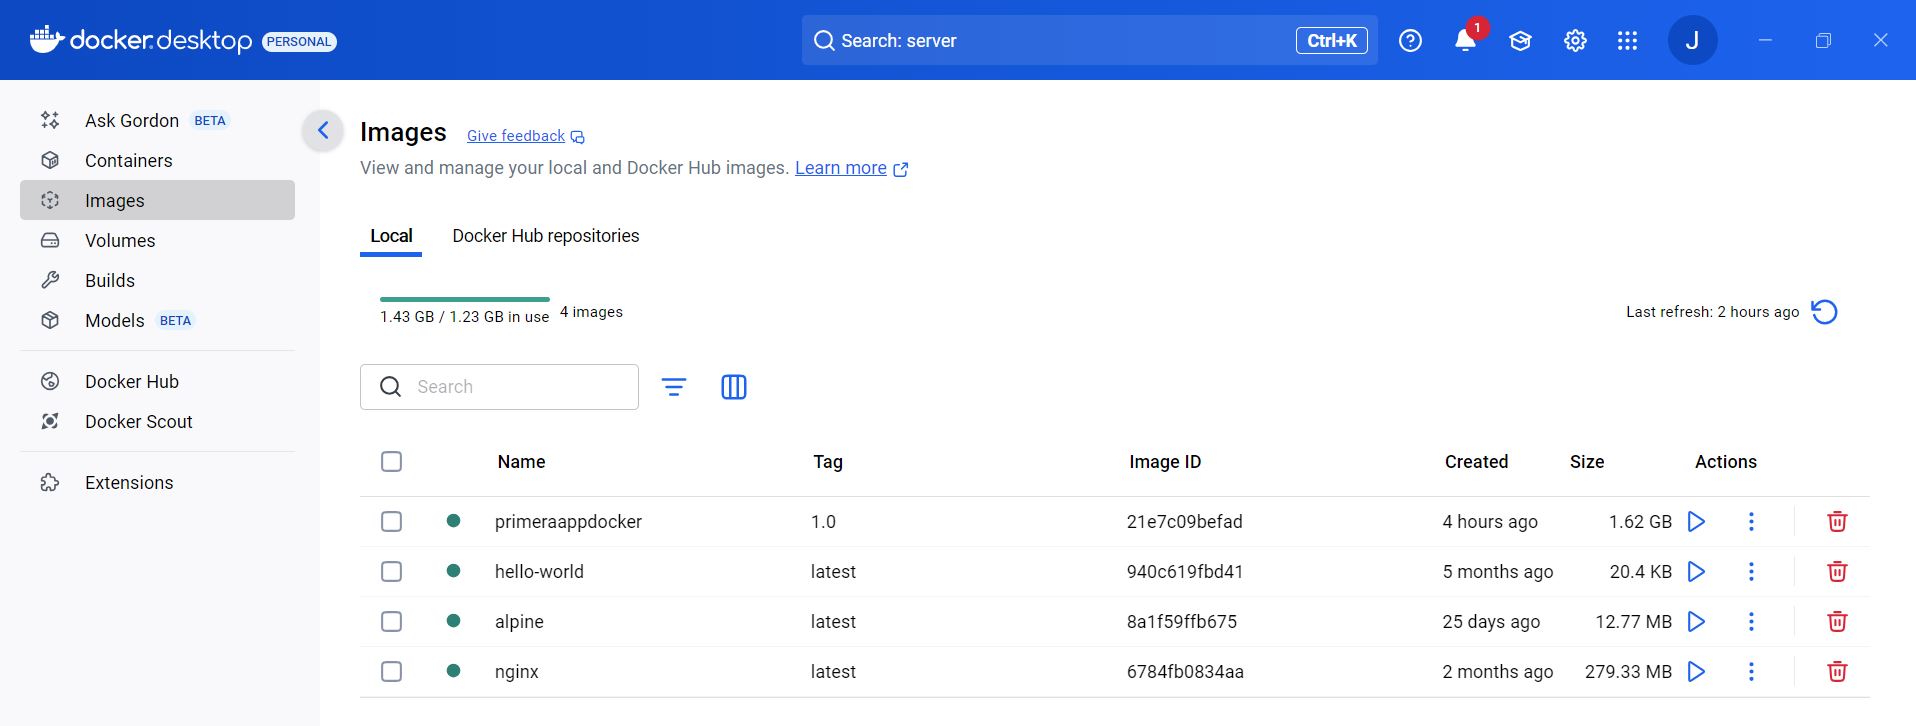 docker.desktop PERSONAL Search: server Ctrl+K 1 J
Ask Gordon BETA
Containers
Images
Volumes
Builds
Models BETA
Docker Hub
Docker Scout
Extensions
Images Give feedback
View and manage your local and Docker Hub images. Learn more
Local Docker Hub repositories
1.43 GB / 1.23 GB in use 4 images Last refresh: 2 hours ago
Search
Name Tag Image ID Created Size Actions
primeraappdocker 1.0 21e7c09befad 4 hours ago 1.62 GB
hello-world latest 940c619fbd41 5 months ago 20.4 KB
alpine latest 8a1f59ffb675 25 days ago 12.77 MB
nginx latest 6784fb0834aa 2 months ago 279.33 MB